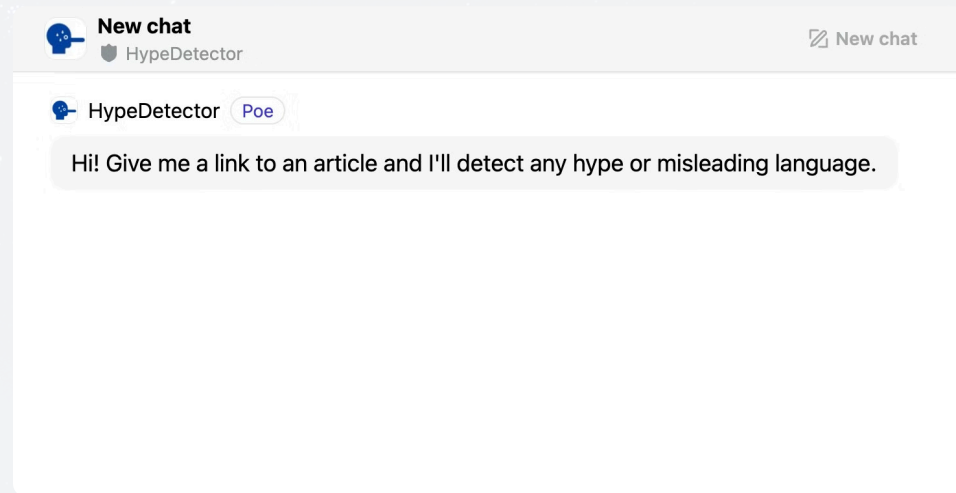 New chat
HypeDetector
New chat
HypeDetector Poe
Hi! Give me a link to an article and I'll detect any hype or misleading language.